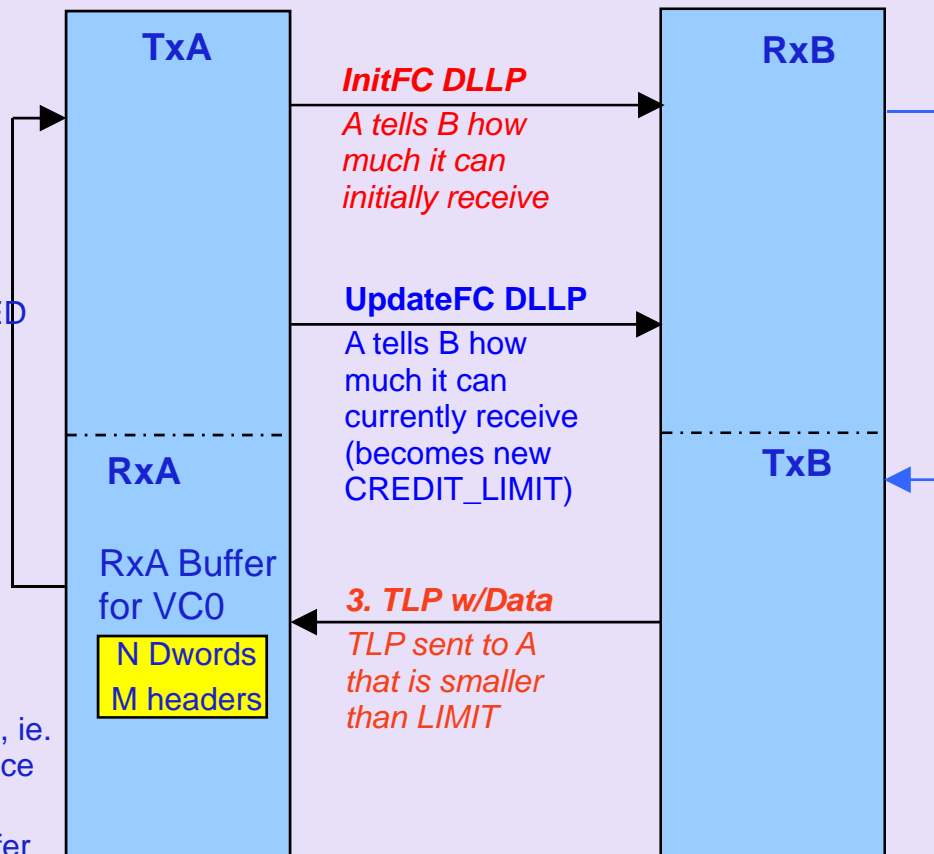 TxA
RxB
InitFC DLLP
A tells B how
much it can
initially receive
UpdateFC DLLP
A tells B how
much it can
currently receive
(becomes new
CREDIT_LIMIT)
RxA
TxB
RxA Buffer
for VC0
N Dwords
M headers
3. TLP w/Data
TLP sent to A
that is smaller
than LIMIT
, ie.